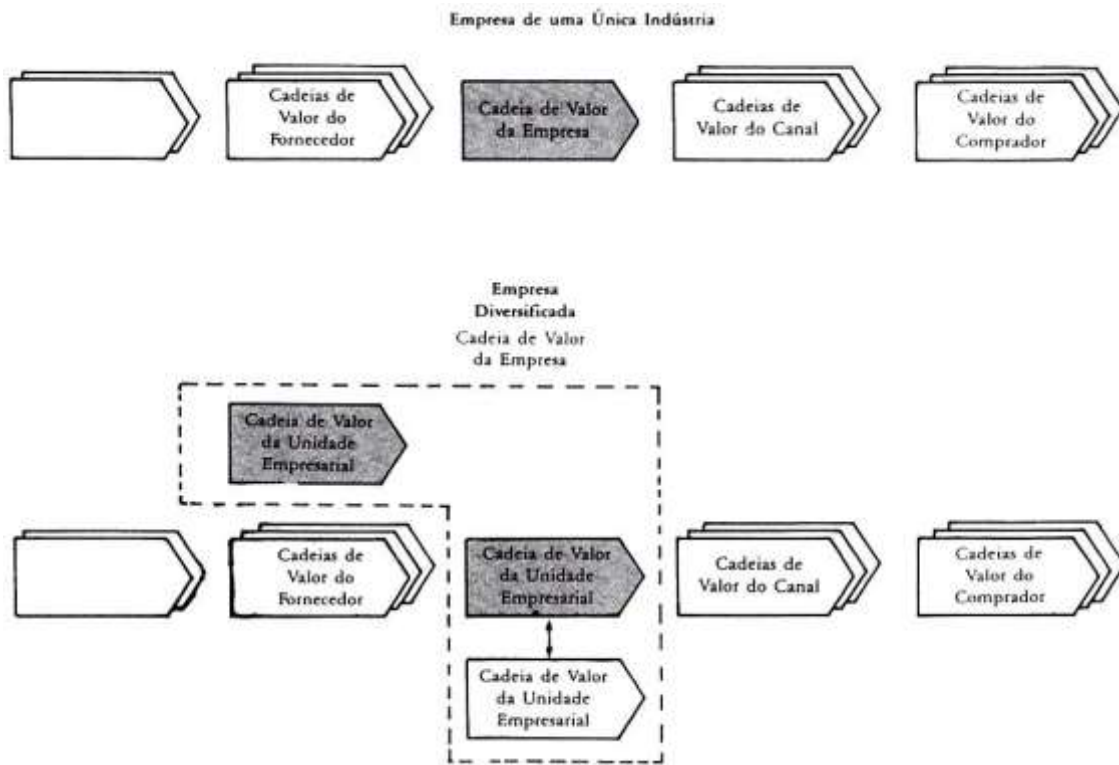 Empresa de uma Única Indústria
Cadeias de
Valor do
Fornecedor
Cadeia de Valor
da Empresa
Cadeias de
Valor do Canal
Cadeias de
Valor do
Comprador
Empresa
Diversificada
Cadeia de Valor
da Empresa
Cadeia de Valor
da Unidade
Empresarial
Cadeias de
Valor do
Fornecedor
Cadeia de Valor
da Unidade
Empresarial
Cadeias de
Valor do Canal
Cadeias de
Valor do
Comprador
Cadeia de Valor
da Unidade
Empresarial